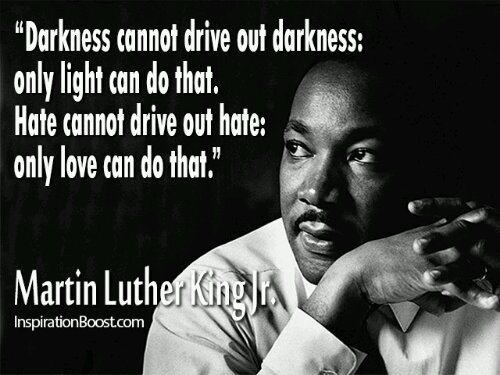 “Darkness cannot drive out darkness:
only light can do that.
Hate cannot drive out hate:
only love can do that.”
Martin Luther King Jr.
InspirationBoost.com